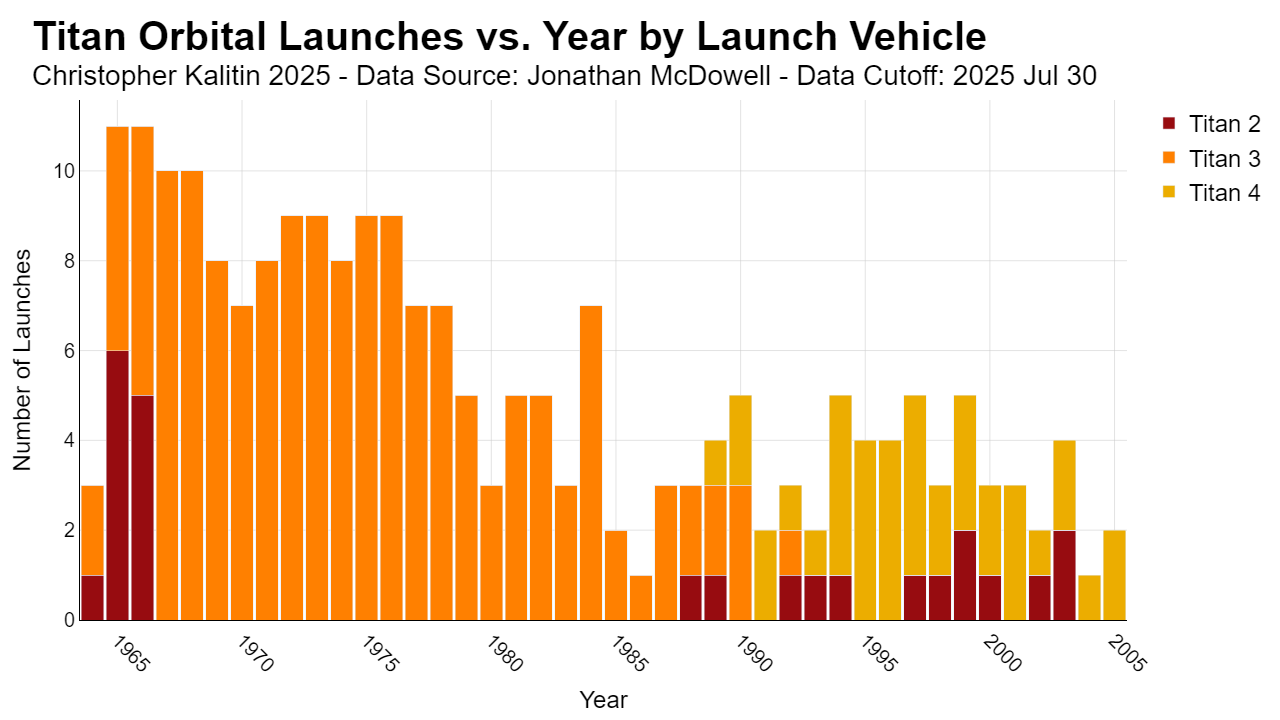 Titan Orbital Launches vs. Year by Launch Vehicle
Christopher Kalitin 2025 - Data Source: Jonathan McDowell - Data Cutoff: 2025 Jul 30
Titan 2
Titan 3
Titan 4
Number of Launches
10
8
6
4
2
0
1965
1970
1975
1980
1985
1990
1995
2000
2005
Year